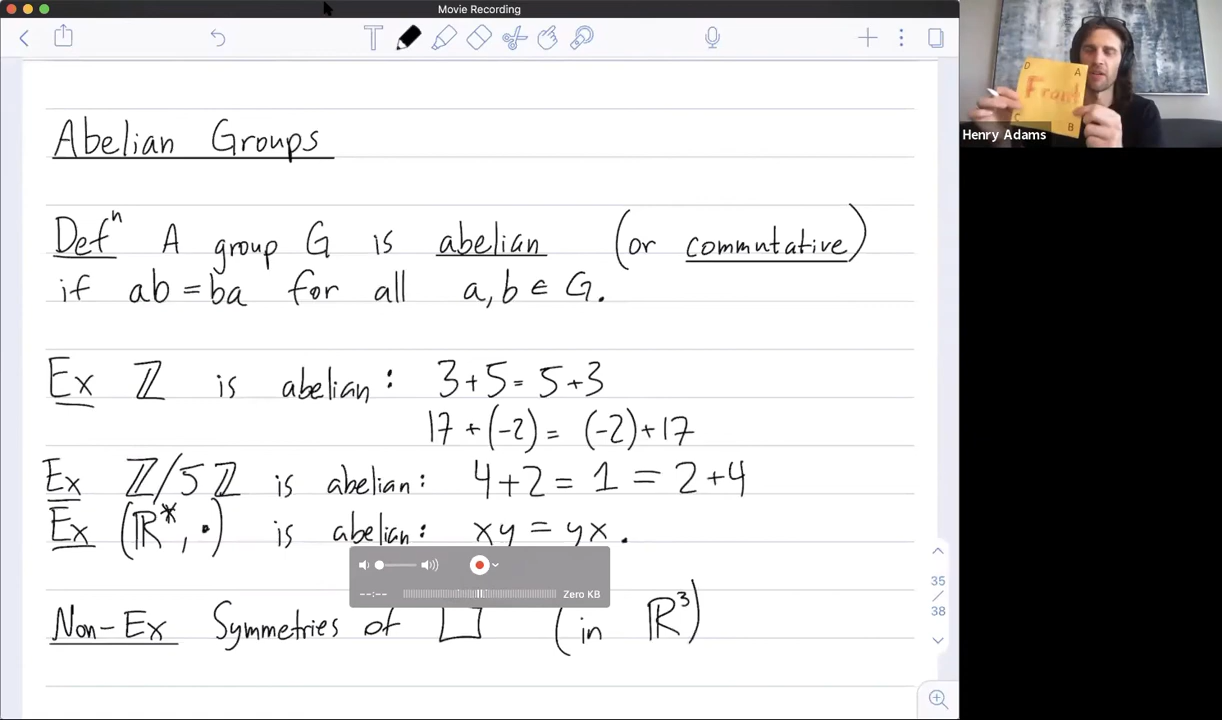 Movie Recording
Abelian Groups
Defⁿ A group G is abelian (or commutative)
if ab = ba for all a, b ∈ G.
Ex ℤ is abelian: 3+5 = 5+3
17 + (-2) = (-2) + 17
Ex ℤ/5ℤ is abelian: 4+2 = 1 = 2+4
Ex (ℝ*, ·) is abelian: xy = yx.
--:--
Zero KB
Non-Ex Symmetries of □ (in ℝ³)
35
/
38
D
A
Front
C
B
Henry Adams